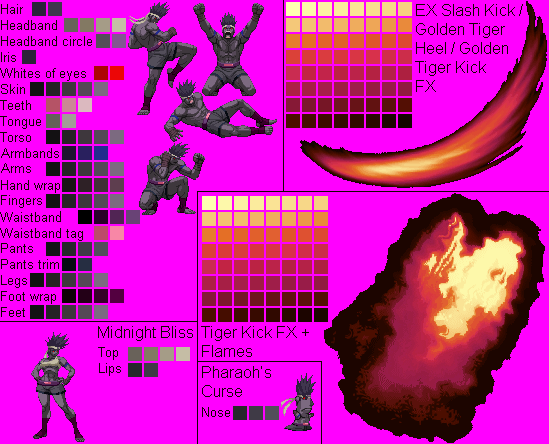 Hair
Headband
Headband circle
Iris
Whites of eyes
Skin
Teeth
Tongue
Torso
Armbands
Arms
Hand wrap
Fingers
Waistband
Waistband tag
Pants
Pants trim
Legs
Foot wrap
Feet
EX Slash Kick /
Golden Tiger
Heel / Golden
Tiger Kick
FX
Midnight Bliss
Top
Lips
Tiger Kick FX +
Flames
Pharaoh's
Curse
Nose